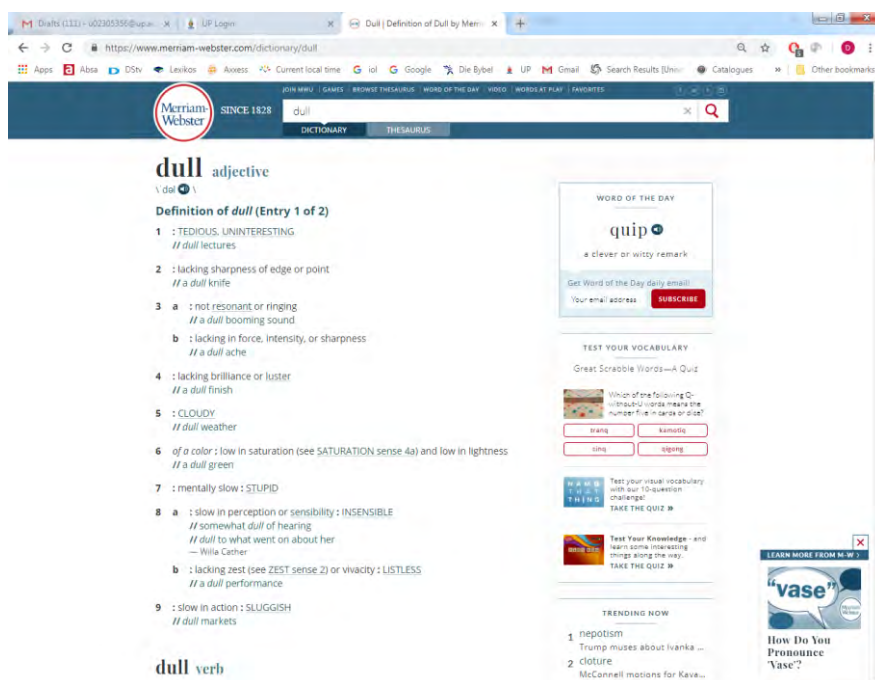 Drafts (111) - u02305356@up.ac. x
UP Login x
Dull | Definition of Dull by Merri x
https://www.merriam-webster.com/dictionary/dull
Apps Absa DStv Lexikos Axxess Current local time iol Google Die Bybel UP Gmail Search Results (Univ Catalogues » Other bookmarks
JOIN MWU | GAMES | BROWSE THESAURUS | WORD OF THE DAY | VIDEO | WORDS AT PLAY | FAVORITES
Merriam-
Webster
SINCE 1828
dull
DICTIONARY THESAURUS
dull adjective
\ ˈdəl \
Definition of dull (Entry 1 of 2)
1 : TEDIOUS, UNINTERESTING
// dull lectures
2 : lacking sharpness of edge or point
// a dull knife
3 a : not resonant or ringing
// a dull booming sound
b : lacking in force, intensity, or sharpness
// a dull ache
4 : lacking brilliance or luster
// a dull finish
5 : CLOUDY
// dull weather
6 of a color : low in saturation (see SATURATION sense 4a) and low in lightness
// a dull green
7 : mentally slow : STUPID
8 a : slow in perception or sensibility : INSENSIBLE
// somewhat dull of hearing
// dull to what went on about her
— Willa Cather
b : lacking zest (see ZEST sense 2) or vivacity : LISTLESS
// a dull performance
9 : slow in action : SLUGGISH
// dull markets
dull verb
WORD OF THE DAY
quip
a clever or witty remark
Get Word of the Day daily email!
Your email address SUBSCRIBE
TEST YOUR VOCABULARY
Great Scrabble Words—A Quiz
Which of the following Q-
without-U words means the
number five in cards or dice?
tranq kamotiq
cinq qigong
NAME
THAT
THING
Test your visual vocabulary
with our 10-question
challenge!
TAKE THE QUIZ »
Test Your Knowledge - and
learn some interesting
things along the way.
TAKE THE QUIZ »
TRENDING NOW
1 nepotism
Trump muses about Ivanka ...
2 cloture
McConnell motions for Kava...
LEARN MORE FROM M-W >
"vase"
Merriam-
Webster
How Do You
Pronounce
'Vase'?